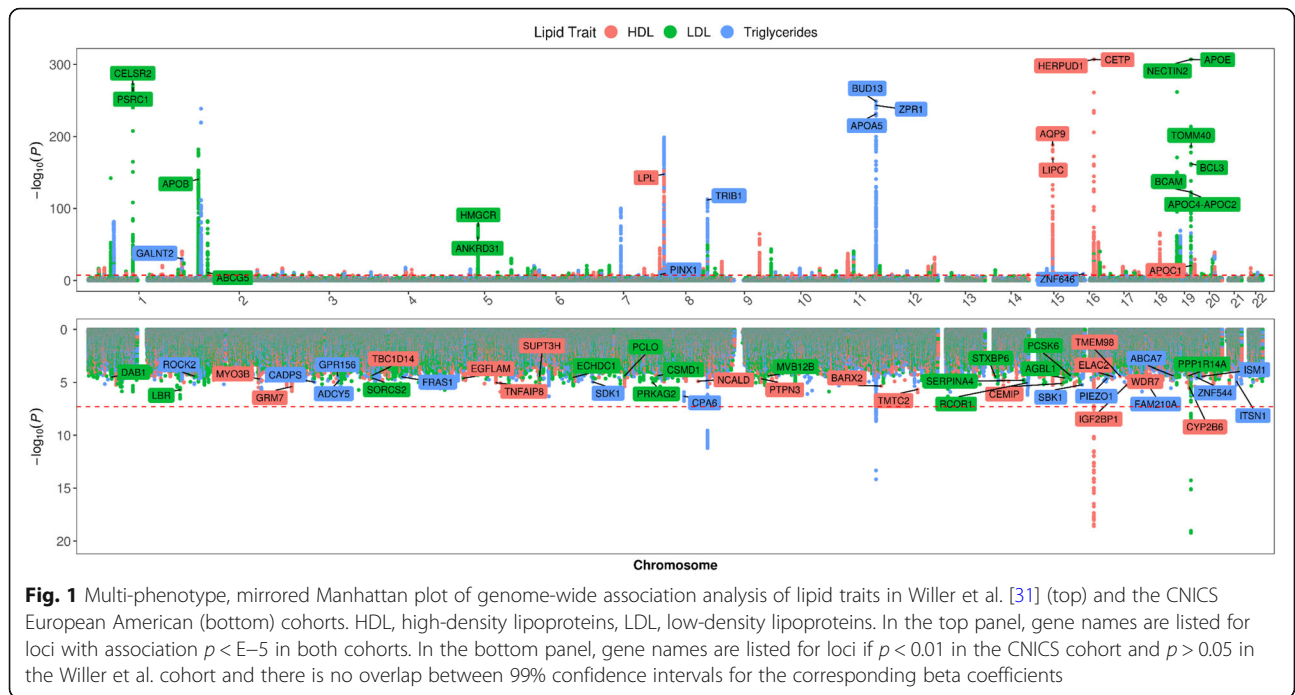 Lipid Trait HDL LDL Triglycerides
300
200
100
0
−log₁₀(P)
CELSR2
PSRC1
APOB
GALNT2
ABCG5
HMGCR
ANKRD31
LPL
TRIB1
PINX1
BUD13
ZPR1
APOA5
HERPUD1
CETP
AQP9
LIPC
ZNF646
NECTIN2
APOE
TOMM40
BCL3
BCAM
APOC4-APOC2
APOC1
1 2 3 4 5 6 7 8 9 10 11 12 13 14 15 16 17 18 19 20 21 22
0
5
10
15
20
−log₁₀(P)
DAB1
LBR
ROCK2
MYO3B
GRM7
CADPS
GPR156
ADCY5
TBC1D14
SORCS2
FRAS1
EGFLAM
SUPT3H
TNFAIP8
ECHDC1
SDK1
PCLO
PRKAG2
CSMD1
CPA6
NCALD
MVB12B
PTPN3
BARX2
TMTC2
STXBP6
SERPINA4
RCOR1
PCSK6
AGBL1
CEMIP
SBK1
TMEM98
ELAC2
PIEZO1
IGF2BP1
ABCA7
WDR7
FAM210A
PPP1R14A
ZNF544
CYP2B6
ISM1
ITSN1
Chromosome
Fig. 1 Multi-phenotype, mirrored Manhattan plot of genome-wide association analysis of lipid traits in Willer et al. [31] (top) and the CNICS
European American (bottom) cohorts. HDL, high-density lipoproteins, LDL, low-density lipoproteins. In the top panel, gene names are listed for
loci with association p < E−5 in both cohorts. In the bottom panel, gene names are listed for loci if p < 0.01 in the CNICS cohort and p > 0.05 in
the Willer et al. cohort and there is no overlap between 99% confidence intervals for the corresponding beta coefficients